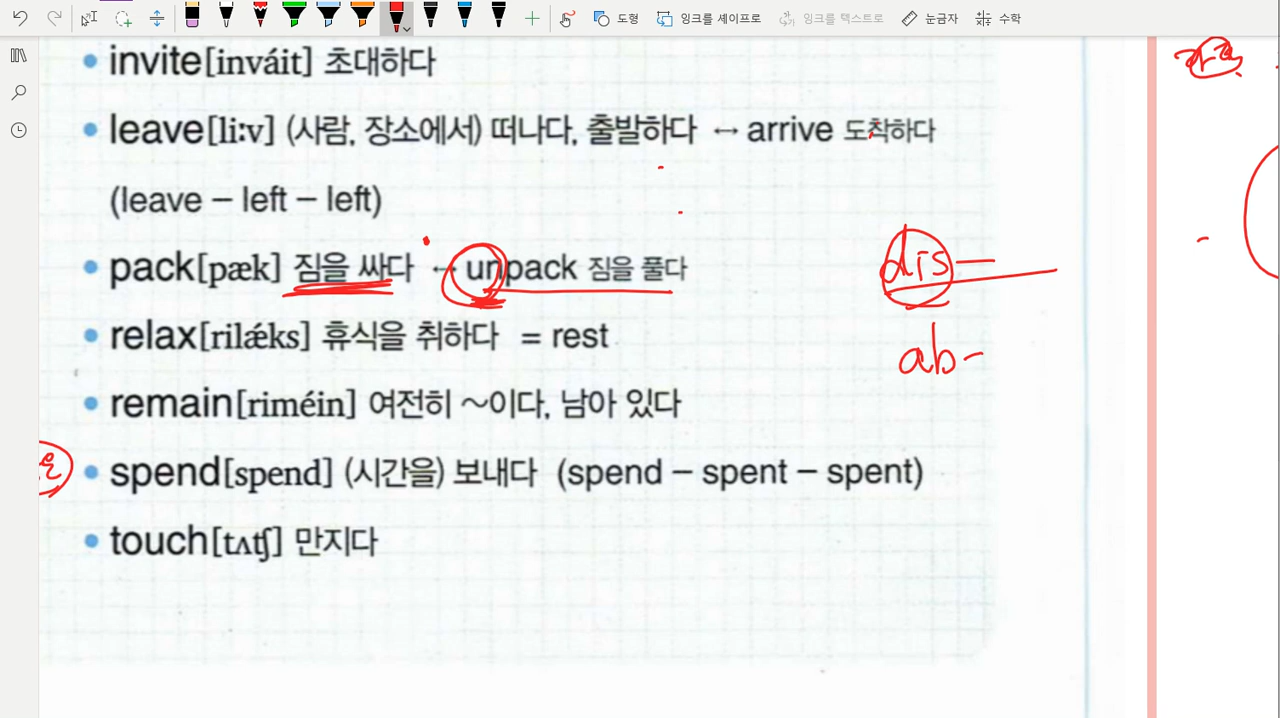 도형 잉크를 셰이프로 잉크를 텍스트로 눈금자 수학
invite[inváit] 초대하다
leave[liːv] (사람, 장소에서) 떠나다, 출발하다 ↔ arrive 도착하다
(leave – left – left)
pack[pæk] 짐을 싸다 ↔ unpack 짐을 풀다
dis–
relax[rilǽks] 휴식을 취하다 = rest
ab-
remain[riméin] 여전히 ~이다, 남아 있다
spend[spend] (시간을) 보내다 (spend – spent – spent)
touch[tʌtʃ] 만지다